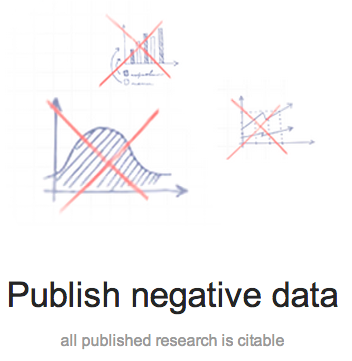 Publish negative data
all published research is citable